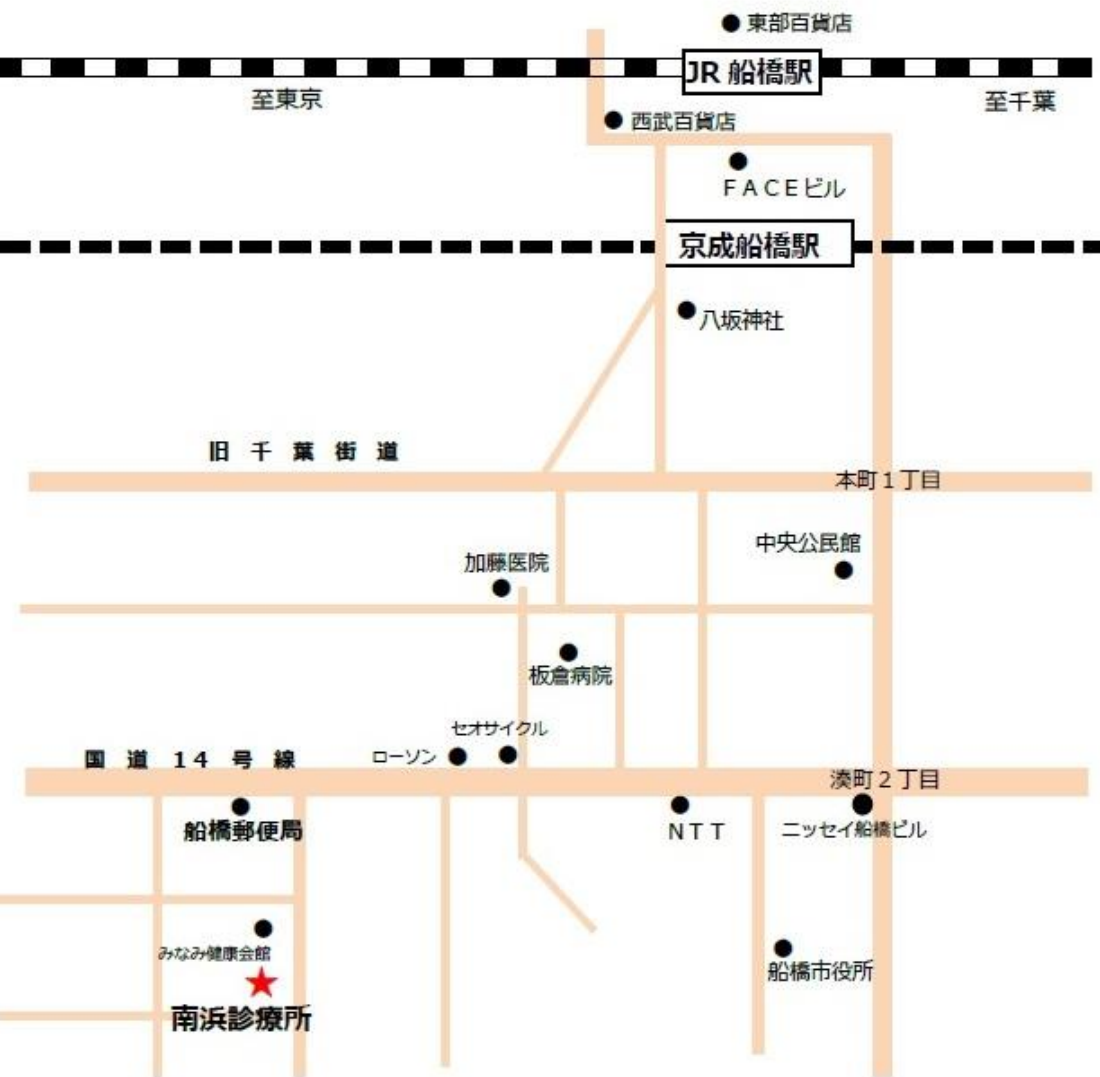 東部百貨店
JR 船橋駅
至東京
至千葉
西武百貨店
ＦＡＣＥビル
京成船橋駅
八坂神社
旧千葉街道
本町１丁目
中央公民館
加藤医院
板倉病院
セオサイクル
ローソン
国道14号線
湊町２丁目
船橋郵便局
ＮＴＴ
ニッセイ船橋ビル
みなみ健康会館
船橋市役所
南浜診療所